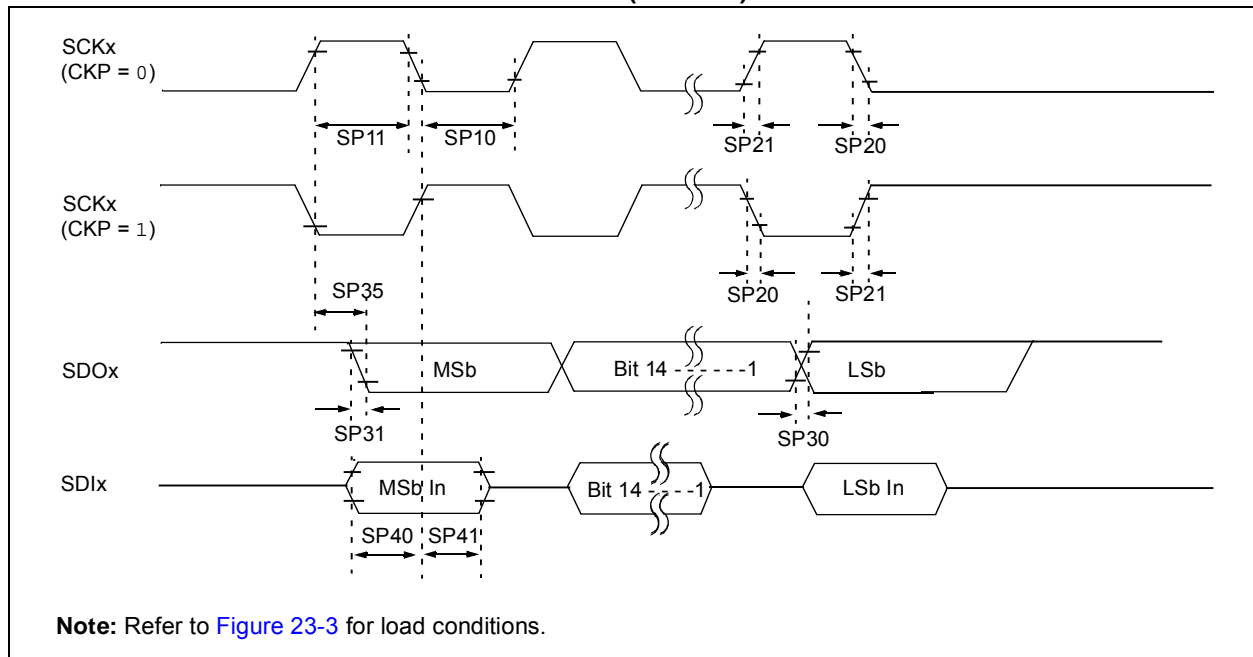 SCKx
(CKP = 0)
SP11
SP10
SP21
SP20
SCKx
(CKP = 1)
SP35
SP20
SP21
SDOx
MSb
Bit 14 - - - - - -1
LSb
SP31
SP30
SDIx
MSb In
Bit 14 - - - -1
LSb In
SP40
SP41
Note: Refer to Figure 23-3 for load conditions.